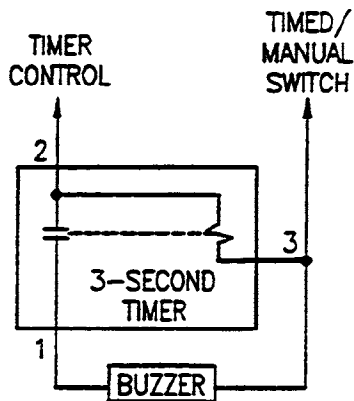 TIMER
CONTROL
TIMED/
MANUAL
SWITCH
2
3
3-SECOND
TIMER
1
BUZZER